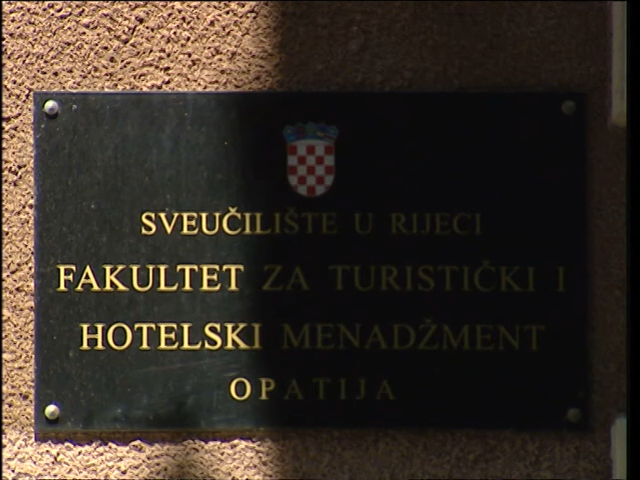 SVEUČILIŠTE U RIJECI
FAKULTET ZA TURISTIČKI I
HOTELSKI MENADŽMENT
OPATIJA